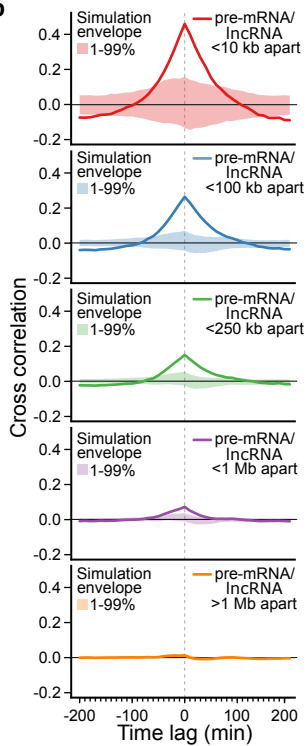 Simulation
envelope
1-99%
pre-mRNA/
lncRNA
<10 kb apart
0.4
0.2
0.0
-0.2
Simulation
envelope
1-99%
pre-mRNA/
lncRNA
<100 kb apart
0.4
0.2
0.0
-0.2
Simulation
envelope
1-99%
pre-mRNA/
lncRNA
<250 kb apart
0.4
0.2
0.0
-0.2
Simulation
envelope
1-99%
pre-mRNA/
lncRNA
<1 Mb apart
0.4
0.2
0.0
-0.2
Simulation
envelope
1-99%
pre-mRNA/
lncRNA
>1 Mb apart
0.4
0.2
0.0
-0.2
Cross correlation
-200 -100 0 100 200
Time lag (min)